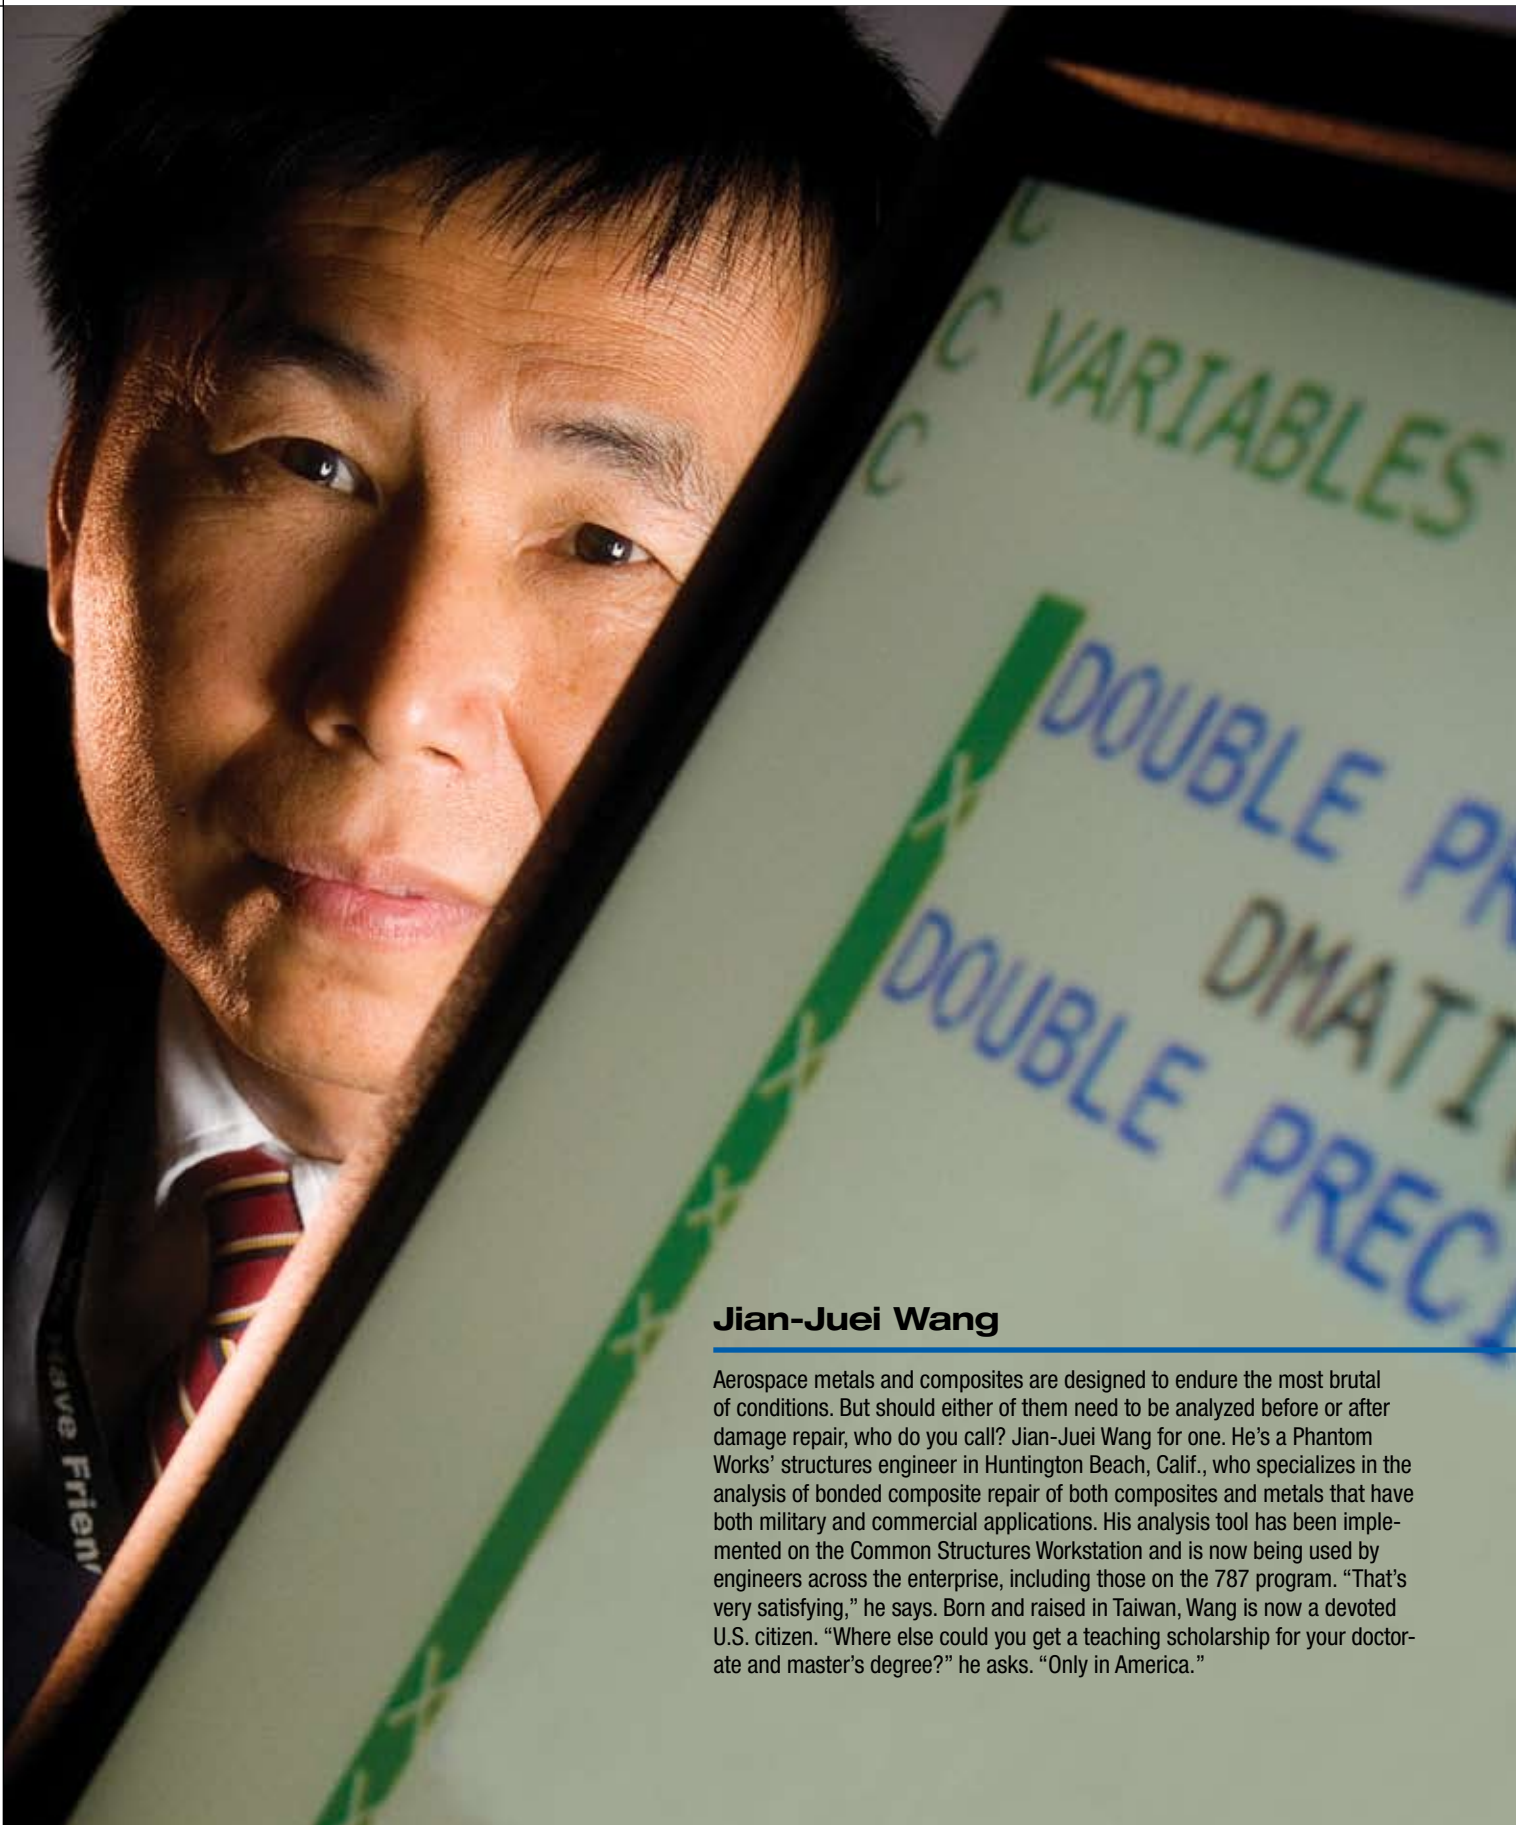 C
C VARIABLES
C
DOUBLE
DOUBLE
Jian-Juei Wang
Aerospace metals and composites are designed to endure the most brutal
of conditions. But should either of them need to be analyzed before or after
damage repair, who do you call? Jian-Juei Wang for one. He’s a Phantom
Works’ structures engineer in Huntington Beach, Calif., who specializes in the
analysis of bonded composite repair of both composites and metals that have
both military and commercial applications. His analysis tool has been imple-
mented on the Common Structures Workstation and is now being used by
engineers across the enterprise, including those on the 787 program. “That’s
very satisfying,” he says. Born and raised in Taiwan, Wang is now a devoted
U.S. citizen. “Where else could you get a teaching scholarship for your doctor-
ate and master’s degree?” he asks. “Only in America.”